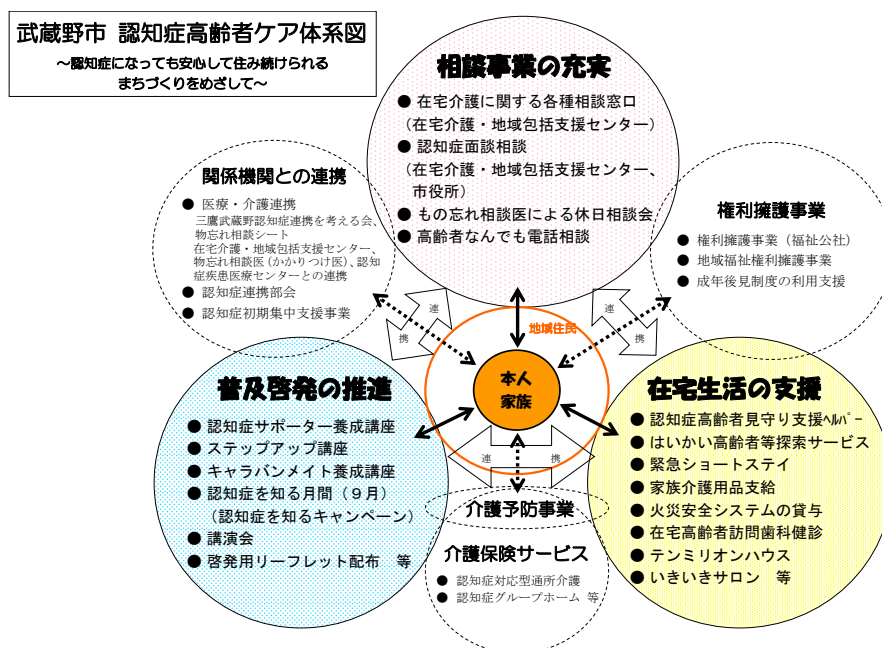 武蔵野市 認知症高齢者ケア体系図
～認知症になっても安心して住み続けられる
まちづくりをめざして～
相談事業の充実
● 在宅介護に関する各種相談窓口
（在宅介護・地域包括支援センター）
● 認知症面談相談
（在宅介護・地域包括支援センター、
市役所）
● もの忘れ相談医による休日相談会
● 高齢者なんでも電話相談
関係機関との連携
● 医療・介護連携
三鷹武蔵野認知症連携を考える会、
物忘れ相談シート
在宅介護・地域包括支援センター、
物忘れ相談医(かかりつけ医)、認知
症疾患医療センターとの連携
● 認知症連携部会
● 認知症初期集中支援事業
権利擁護事業
● 権利擁護事業（福祉公社）
● 地域福祉権利擁護事業
● 成年後見制度の利用支援
連
携
連
携
地域住民
本人
家族
連 携
普及啓発の推進
● 認知症サポーター養成講座
● ステップアップ講座
● キャラバンメイト養成講座
● 認知症を知る月間（９月）
（認知症を知るキャンペーン）
● 講演会
● 啓発用リーフレット配布 等
在宅生活の支援
● 認知症高齢者見守り支援ﾍﾙﾊﾟｰ
● はいかい高齢者等探索サービス
● 緊急ショートステイ
● 家族介護用品支給
● 火災安全システムの貸与
● 在宅高齢者訪問歯科健診
● テンミリオンハウス
● いきいきサロン 等
介護予防事業
介護保険サービス
● 認知症対応型通所介護
● 認知症グループホーム 等